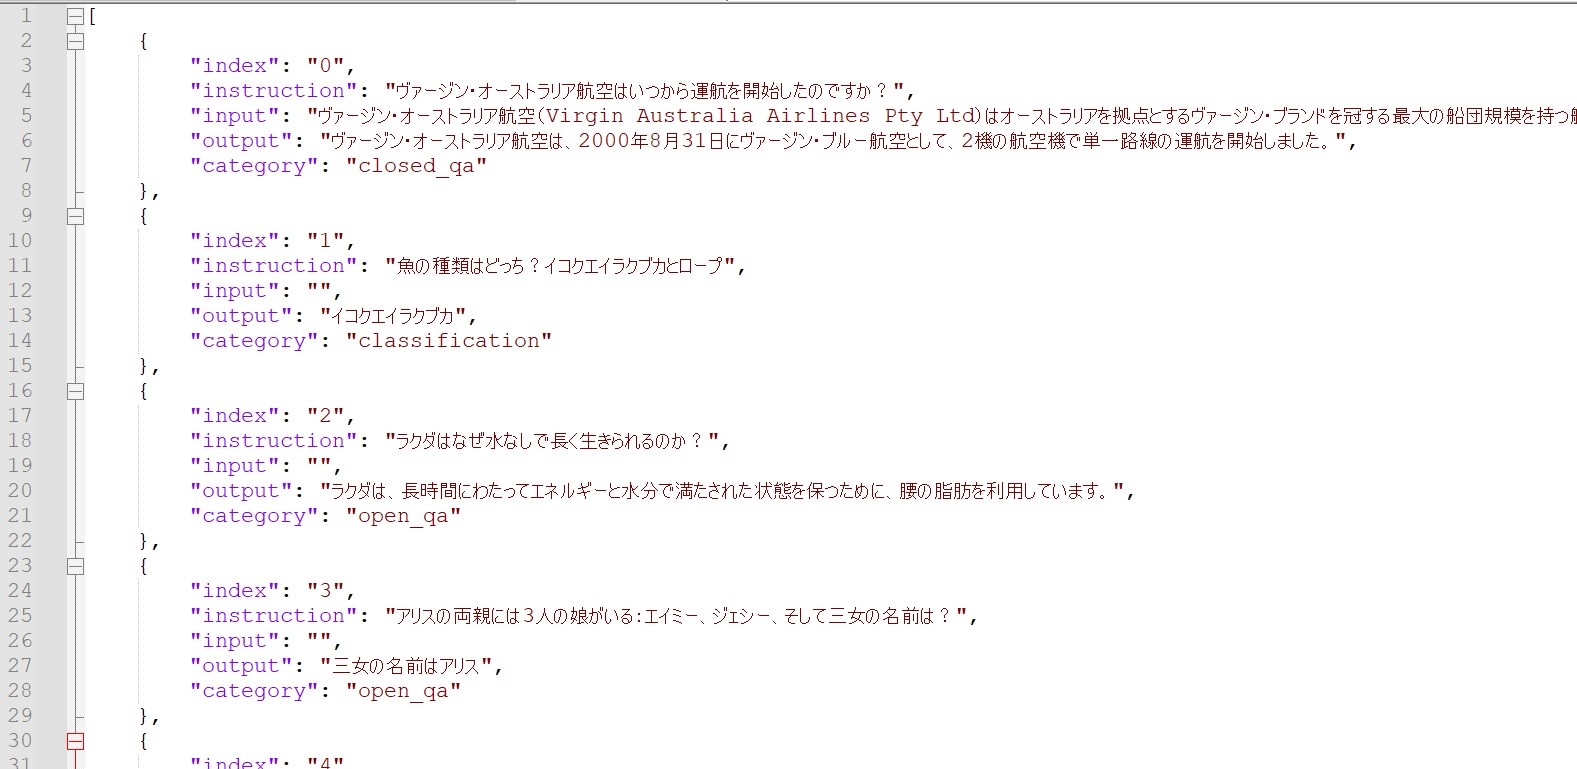 1 [
2 {
3 "index": "0",
4 "instruction": "ヴァージン・オーストラリア航空はいつから運航を開始したのですか？",
5 "input": "ヴァージン・オーストラリア航空(Virgin Australia Airlines Pty Ltd)はオーストラリアを拠点とするヴァージン・ブランドを冠する最大の船団規模を持つ
6 "output": "ヴァージン・オーストラリア航空は、2000年8月31日にヴァージン・ブルー航空として、2機の航空機で単一路線の運航を開始しました。",
7 "category": "closed_qa"
8 },
9 {
10 "index": "1",
11 "instruction": "魚の種類はどっち？イコクエイラクブカとロープ",
12 "input": "",
13 "output": "イコクエイラクブカ",
14 "category": "classification"
15 },
16 {
17 "index": "2",
18 "instruction": "ラクダはなぜ水なしで長く生きられるのか？",
19 "input": "",
20 "output": "ラクダは、長時間にわたってエネルギーと水分で満たされた状態を保つために、腰の脂肪を利用しています。",
21 "category": "open_qa"
22 },
23 {
24 "index": "3",
25 "instruction": "アリスの両親には3人の娘がいる:エイミー、ジェシー、そして三女の名前は？",
26 "input": "",
27 "output": "三女の名前はアリス",
28 "category": "open_qa"
29 },
30 {
31 "index": "4"